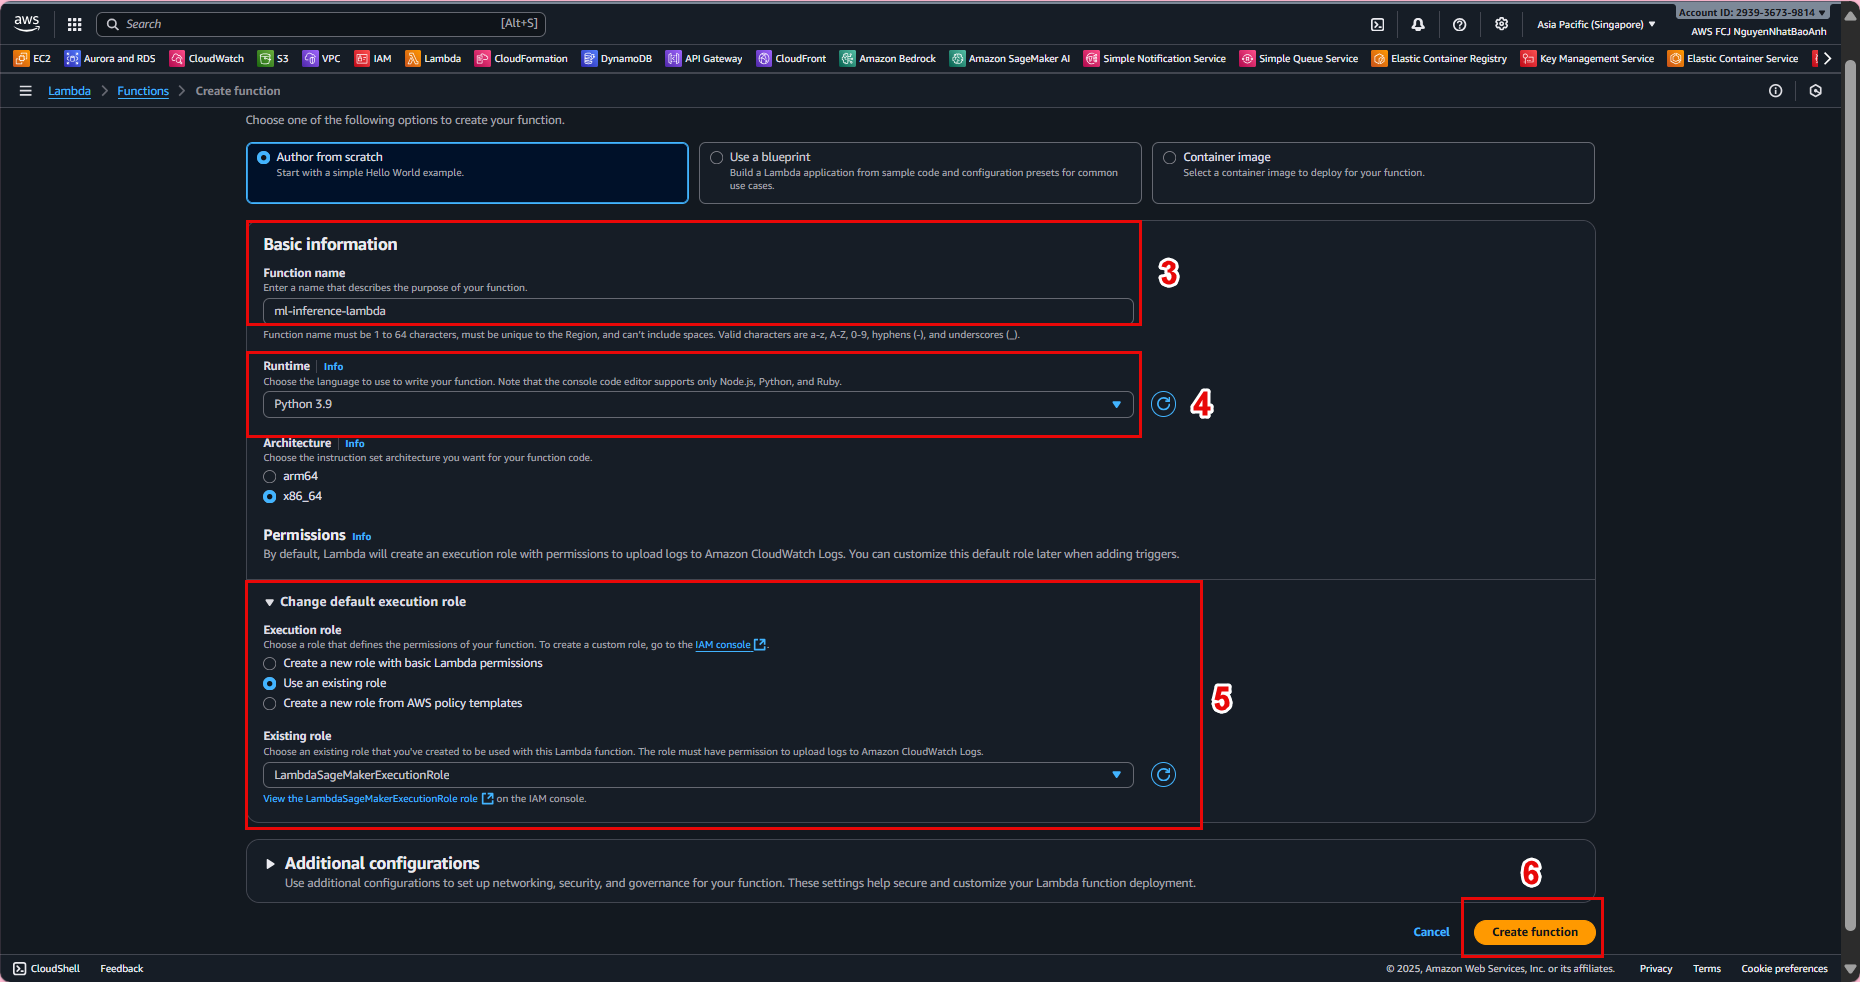 aws
Search
[Alt+S]
Asia Pacific (Singapore)
Account ID: 2939-3673-9814
AWS FCJ NguyenNhatBaoAnh
EC2
Aurora and RDS
CloudWatch
S3
VPC
IAM
Lambda
CloudFormation
DynamoDB
API Gateway
CloudFront
Amazon Bedrock
Amazon SageMaker AI
Simple Notification Service
Simple Queue Service
Elastic Container Registry
Key Management Service
Elastic Container Service
Lambda > Functions > Create function
Choose one of the following options to create your function.
Author from scratch
Start with a simple Hello World example.
Use a blueprint
Build a Lambda application from sample code and configuration presets for common
use cases.
Container image
Select a container image to deploy for your function.
Basic information
Function name
Enter a name that describes the purpose of your function.
ml-inference-lambda
3
Function name must be 1 to 64 characters, must be unique to the Region, and can't include spaces. Valid characters are a-z, A-Z, 0-9, hyphens (-), and underscores (_).
Runtime | Info
Choose the language to use to write your function. Note that the console code editor supports only Node.js, Python, and Ruby.
Python 3.9
4
Architecture | Info
Choose the instruction set architecture you want for your function code.
arm64
x86_64
Permissions Info
By default, Lambda will create an execution role with permissions to upload logs to Amazon CloudWatch Logs. You can customize this default role later when adding triggers.
Change default execution role
Execution role
Choose a role that defines the permissions of your function. To create a custom role, go to the IAM console.
Create a new role with basic Lambda permissions
Use an existing role
Create a new role from AWS policy templates
5
Existing role
Choose an existing role that you've created to be used with this Lambda function. The role must have permission to upload logs to Amazon CloudWatch Logs.
LambdaSageMakerExecutionRole
View the LambdaSageMakerExecutionRole role on the IAM console.
Additional configurations
Use additional configurations to set up networking, security, and governance for your function. These settings help secure and customize your Lambda function deployment.
6
Cancel
Create function
CloudShell
Feedback
© 2025, Amazon Web Services, Inc. or its affiliates.
Privacy
Terms
Cookie preferences